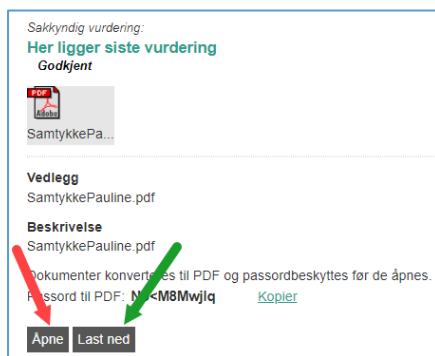 Sakkyndig vurdering:
Her ligger siste vurdering
Godkjent
PDF
Adobe
SamtykkePa...
Vedlegg
SamtykkePauline.pdf
Beskrivelse
SamtykkePauline.pdf
Dokumenter konverteres til PDF og passordbeskyttes før de åpnes.
Passord til PDF: Kopier
Åpne Last ned